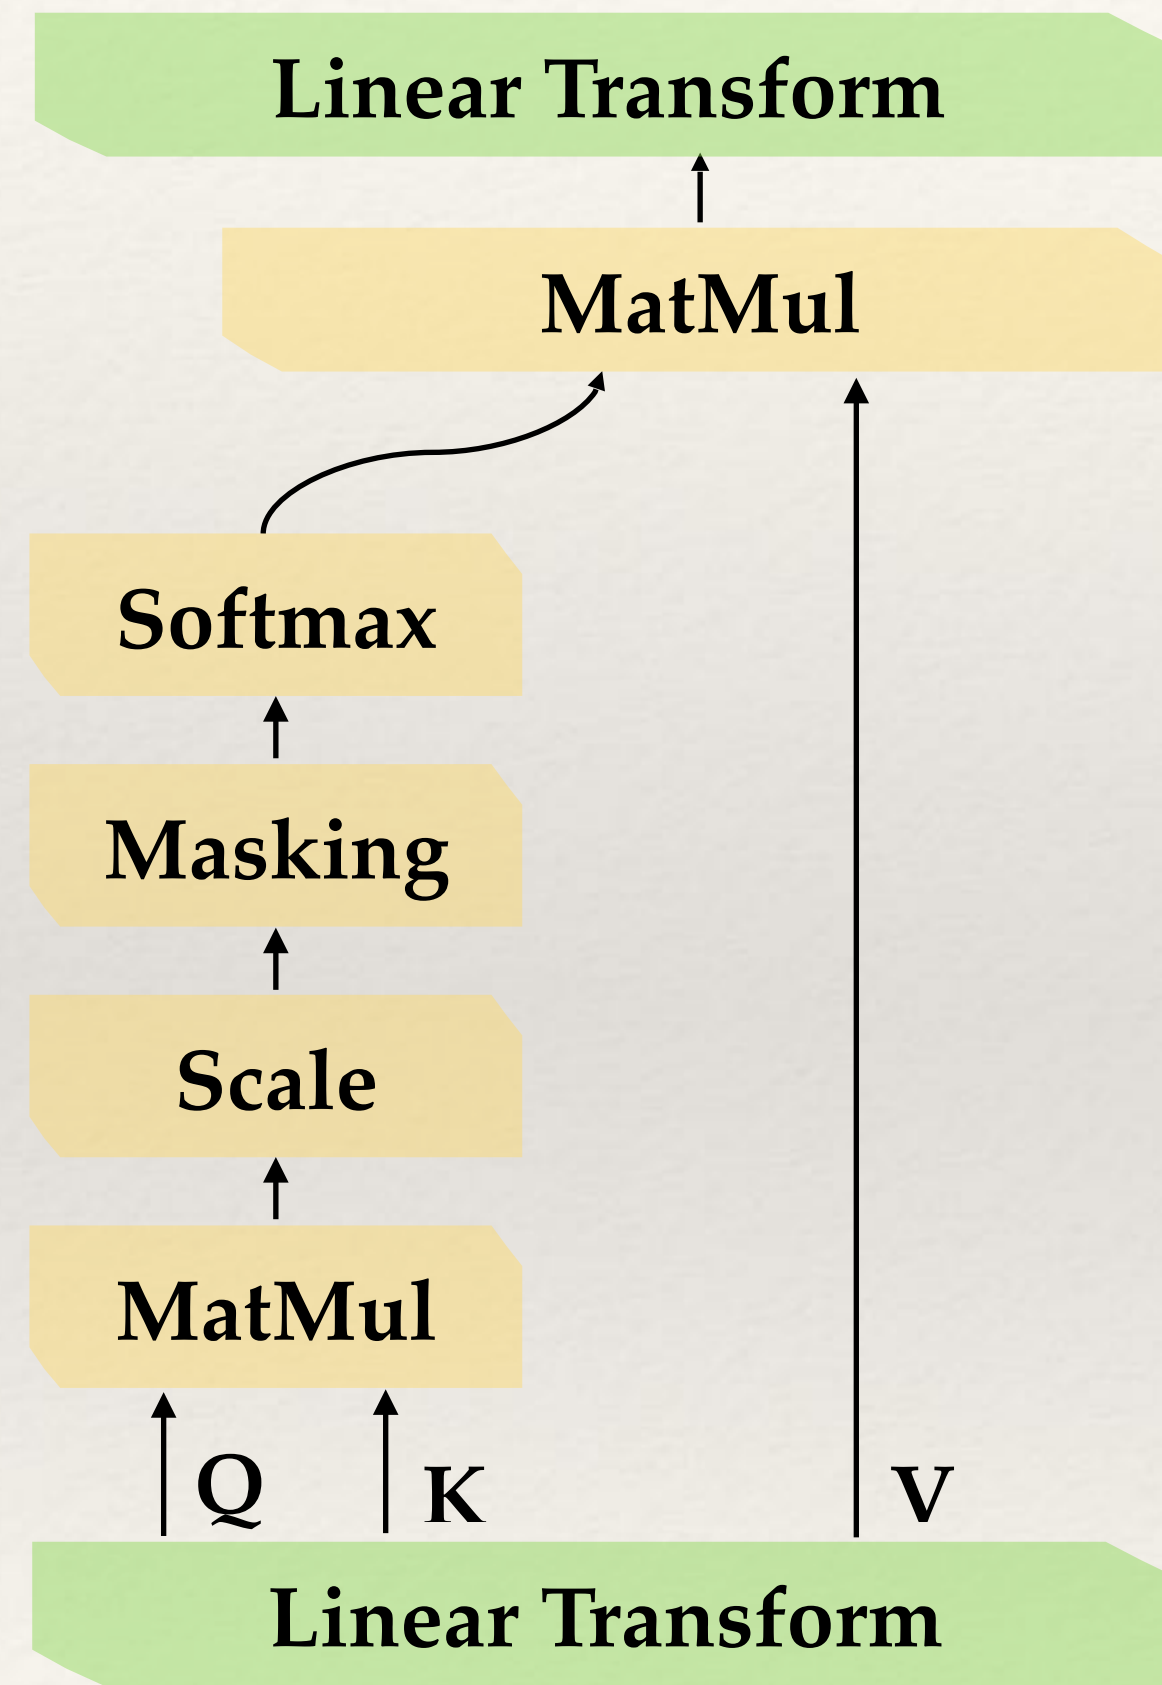 Linear Transform
MatMul
Softmax
Masking
Scale
MatMul
Q K V
Linear Transform